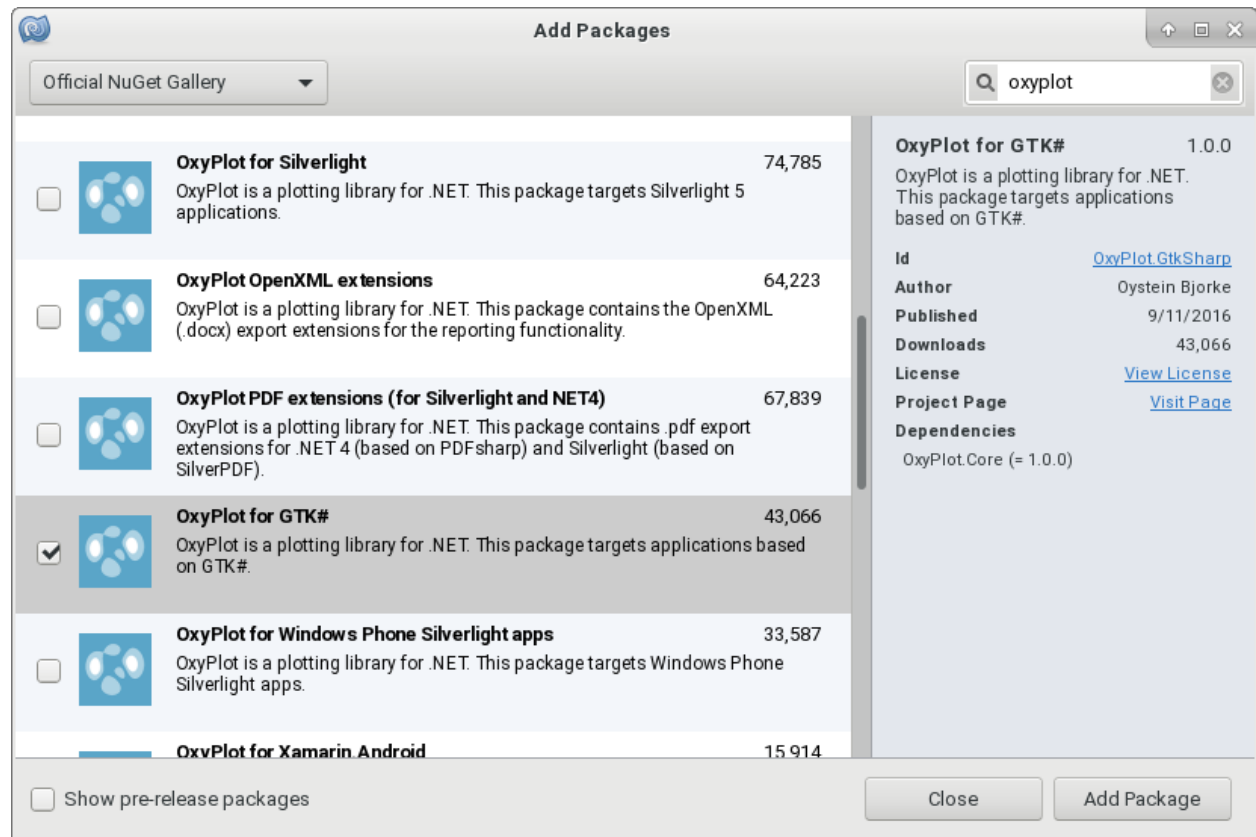 Add Packages
Official NuGet Gallery
oxyplot
OxyPlot for Silverlight 74,785
OxyPlot is a plotting library for .NET. This package targets Silverlight 5
applications.
OxyPlot OpenXML extensions 64,223
OxyPlot is a plotting library for .NET. This package contains the OpenXML
(.docx) export extensions for the reporting functionality.
OxyPlot PDF extensions (for Silverlight and NET4) 67,839
OxyPlot is a plotting library for .NET. This package contains .pdf export
extensions for .NET 4 (based on PDFsharp) and Silverlight (based on
SilverPDF).
OxyPlot for GTK# 43,066
OxyPlot is a plotting library for .NET. This package targets applications based
on GTK#.
OxyPlot for Windows Phone Silverlight apps 33,587
OxyPlot is a plotting library for .NET. This package targets Windows Phone
Silverlight apps.
OxyPlot for Xamarin.Android 15,914
OxyPlot for GTK# 1.0.0
OxyPlot is a plotting library for .NET.
This package targets applications
based on GTK#.
Id OxyPlot.GtkSharp
Author Oystein Bjorke
Published 9/11/2016
Downloads 43,066
License View License
Project Page Visit Page
Dependencies
OxyPlot.Core (= 1.0.0)
Show pre-release packages
Close
Add Package